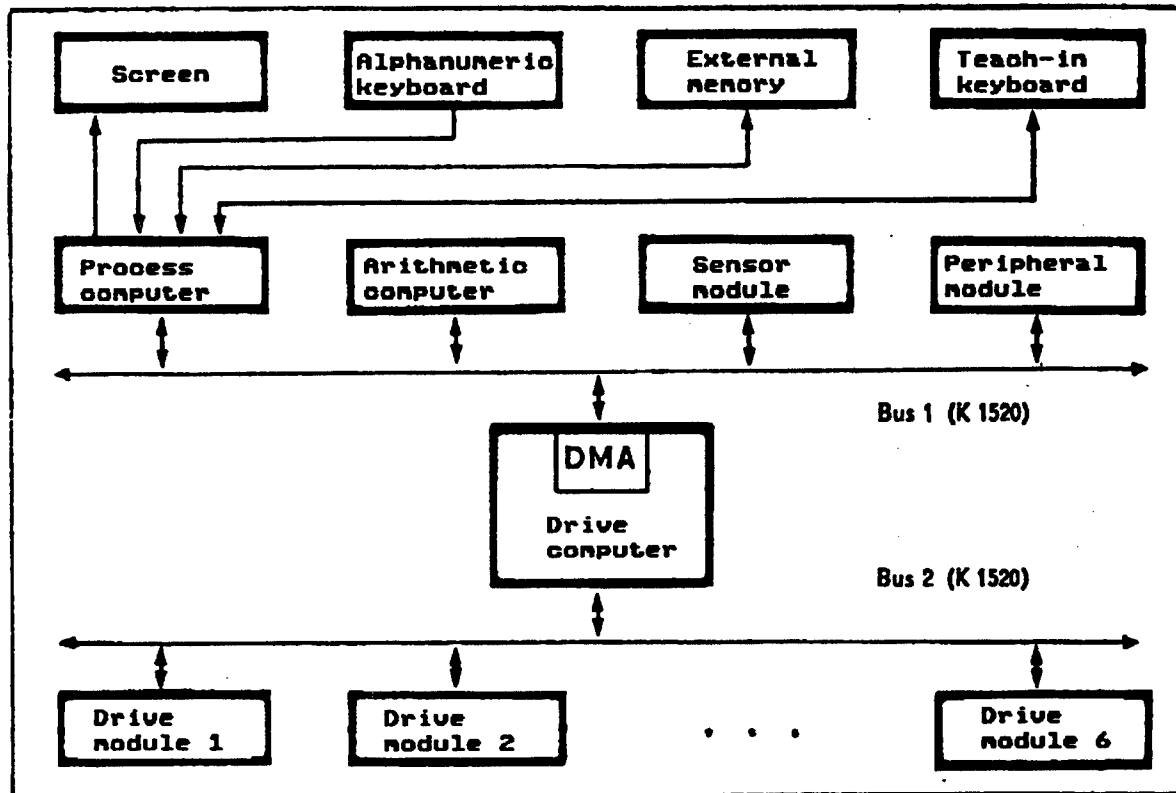 Screen
Alphanumeric
keyboard
External
memory
Teach-in
keyboard
Process
computer
Arithmetic
computer
Sensor
module
Peripheral
module
Bus 1 (K 1520)
DMA
Drive
computer
Bus 2 (K 1520)
Drive
module 1
Drive
module 2
. . .
Drive
module 6